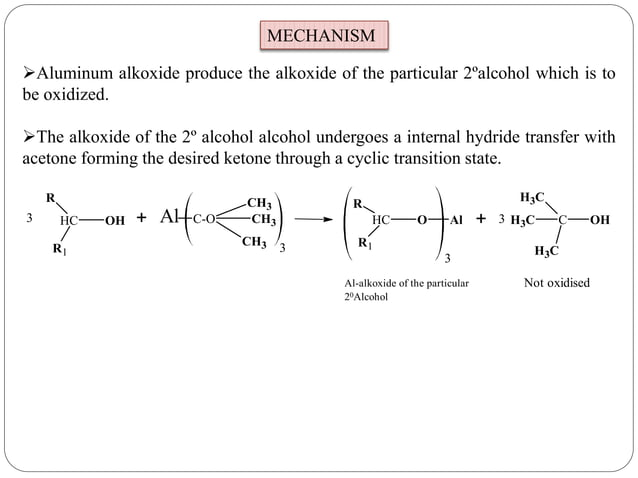 MECHANISM
➢Aluminum alkoxide produce the alkoxide of the particular 2ºalcohol which is to
be oxidized.
➢The alkoxide of the 2º alcohol alcohol undergoes a internal hydride transfer with
acetone forming the desired ketone through a cyclic transition state.
3 R HC OH R1 + Al C-O CH3 CH3 CH3 3 R HC O Al R1 3 + 3 H3C H3C C OH H3C
Al-alkoxide of the particular
2⁰Alcohol
Not oxidised